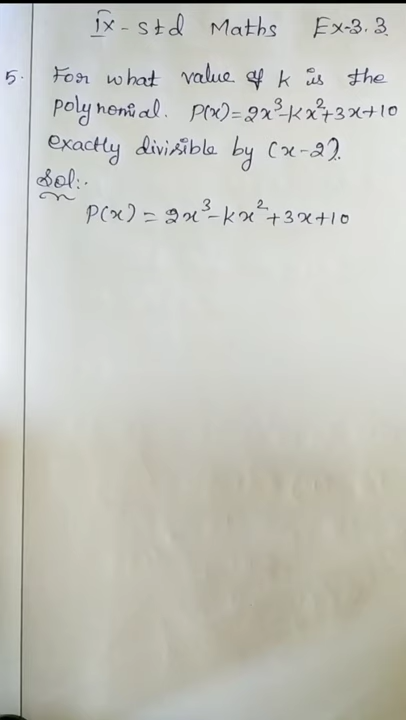 IX - std Maths Ex-3.3
5. For what value of k is the
polynomial. P(x)=2x³-kx²+3x+10
exactly divisible by (x-2).
Sol:-
P(x) = 2x³-kx²+3x+10